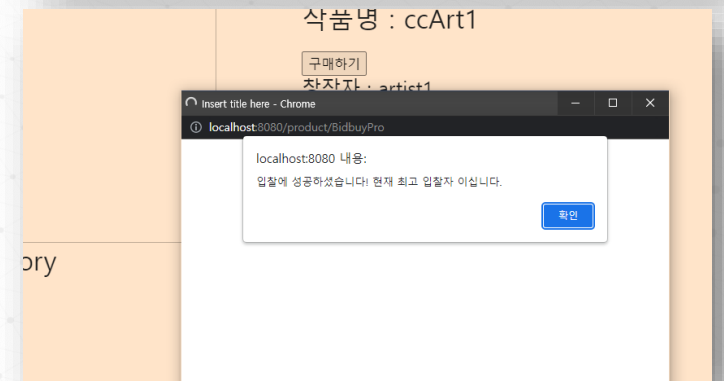 작품명 : ccArt1
구매하기
창작자 : artist1
Insert title here - Chrome
localhost:8080/product/BidbuyPro
localhost:8080 내용:
입찰에 성공하셨습니다! 현재 최고 입찰자 이십니다.
확인
ory